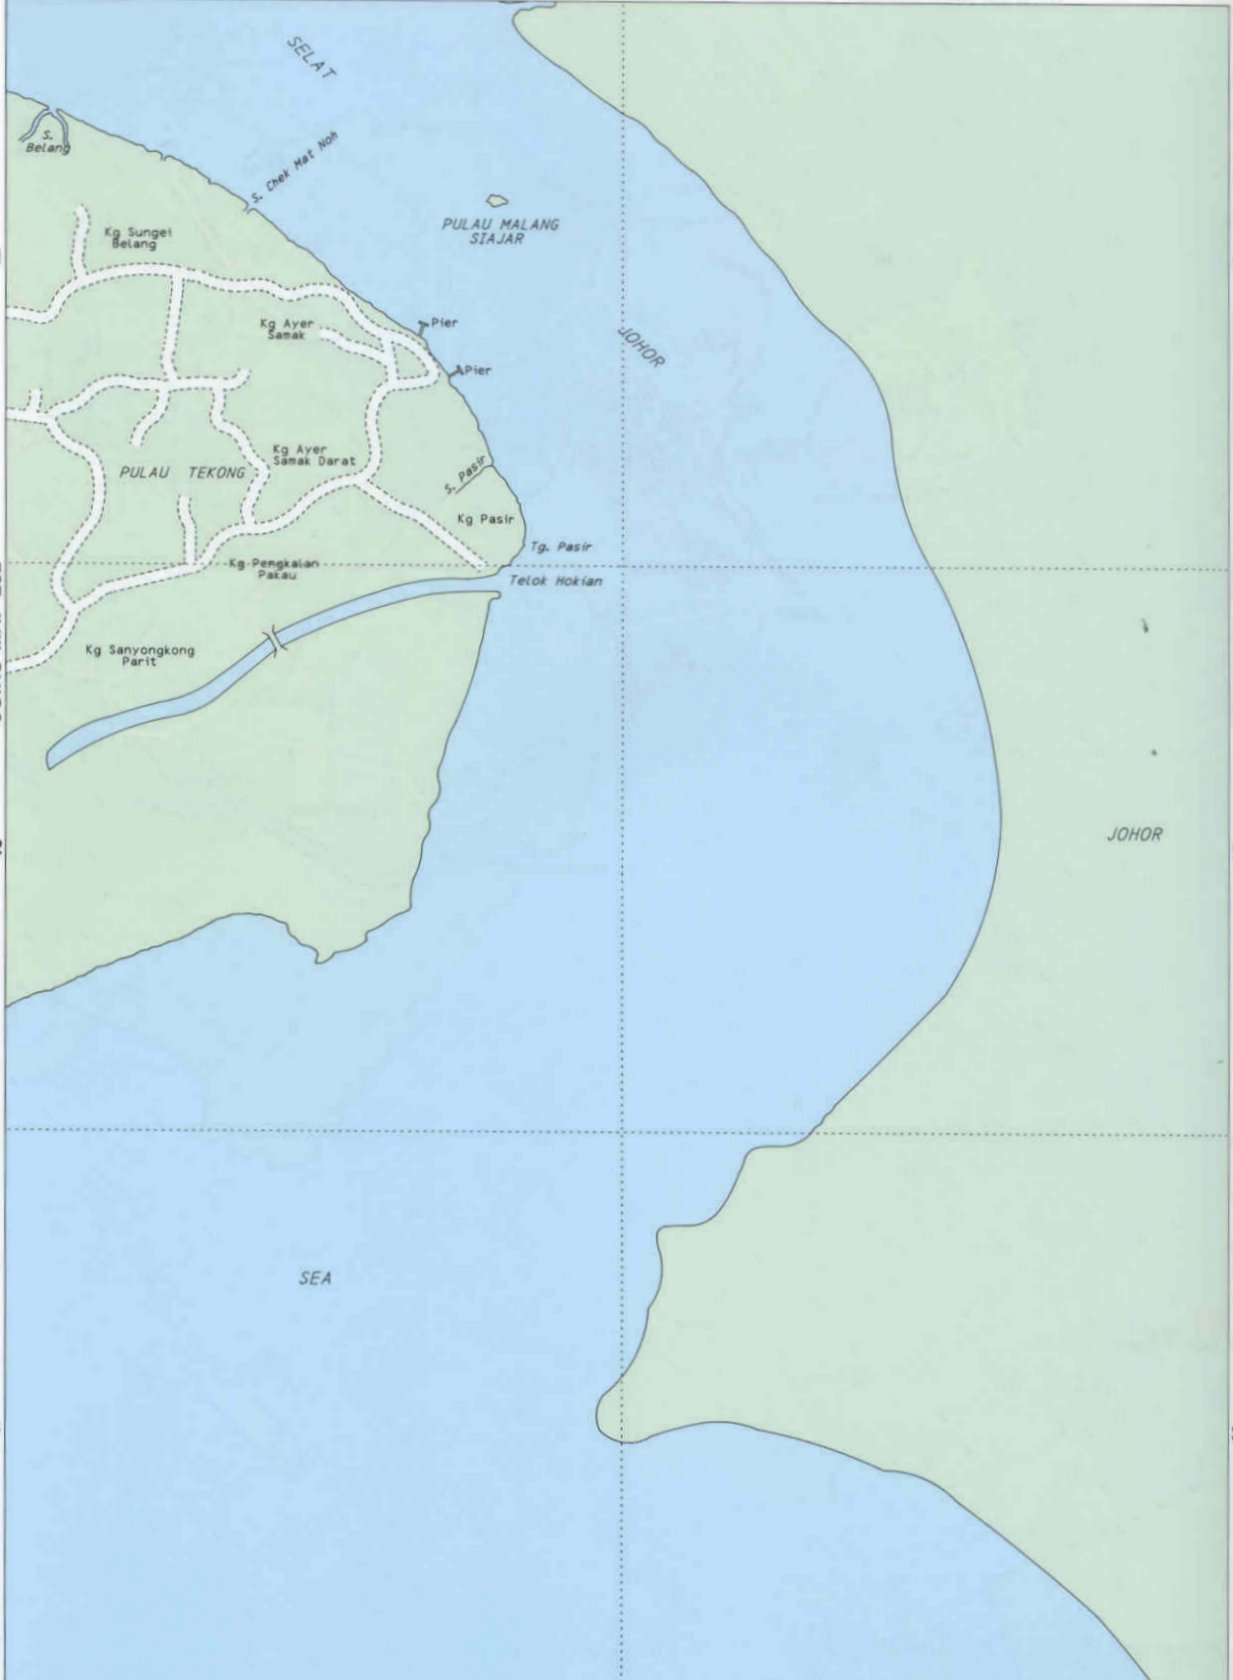 SELAT
S.
Belang
S. Chek Mat Noh
PULAU MALANG
SIAJAR
Kg Sungei
Belang
Kg Ayer
Samak
Pier
JOHOR
Pier
Kg Ayer
Samak Darat
PULAU TEKONG
S. Pasir
Kg Pasir
Tg. Pasir
Kg Pengkalan
Pakau
Telok Hokian
Kg Sanyongkong
Parit
JOHOR
SEA